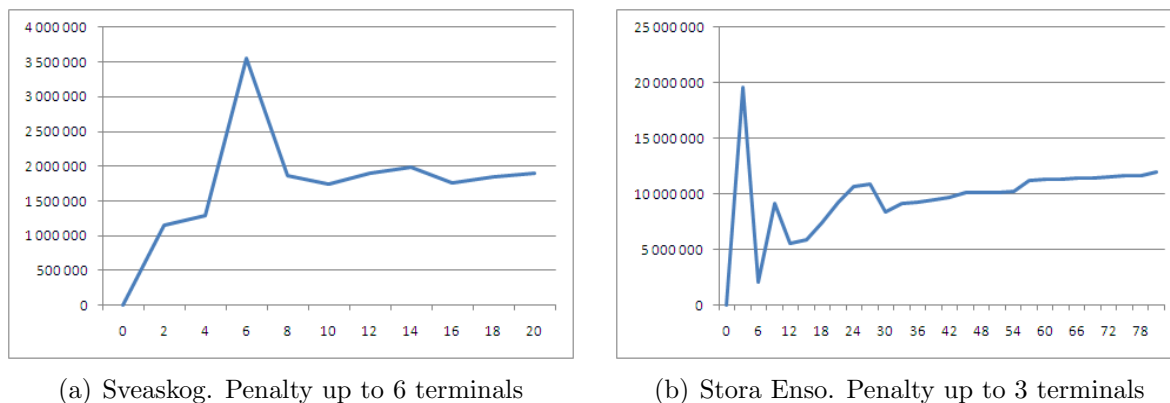 4 000 000
3 500 000
3 000 000
2 500 000
2 000 000
1 500 000
1 000 000
500 000
0
0 2 4 6 8 10 12 14 16 18 20
(a) Sveaskog. Penalty up to 6 terminals
25 000 000
20 000 000
15 000 000
10 000 000
5 000 000
0
0 6 12 18 24 30 36 42 48 54 60 66 72 78
(b) Stora Enso. Penalty up to 3 terminals